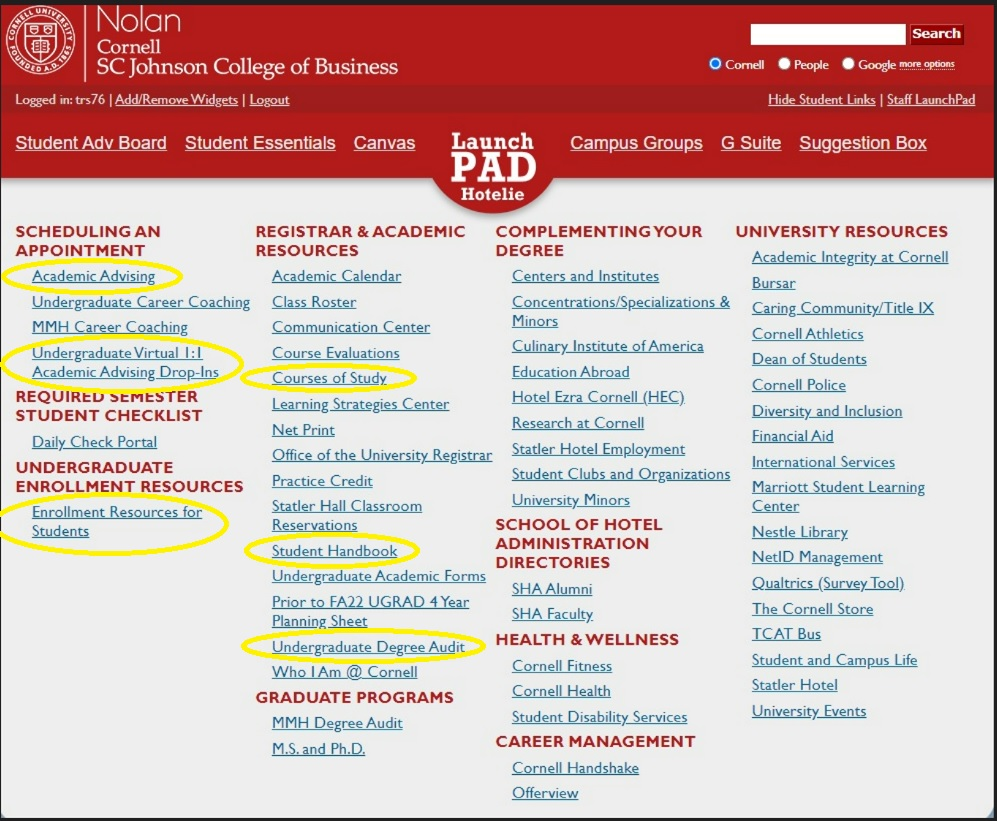 CORNELL UNIVERSITY
FOUNDED A.D. 1865
Nolan
Cornell
SC Johnson College of Business
Search
Cornell People Google more options
Logged in: trs76 | Add/Remove Widgets | Logout
Hide Student Links | Staff LaunchPad
Student Adv Board Student Essentials Canvas
Launch
PAD
Hotelie
Campus Groups G Suite Suggestion Box
SCHEDULING AN
APPOINTMENT
Academic Advising
Undergraduate Career Coaching
MMH Career Coaching
Undergraduate Virtual 1:1
Academic Advising Drop-Ins
REQUIRED SEMESTER
STUDENT CHECKLIST
Daily Check Portal
UNDERGRADUATE
ENROLLMENT RESOURCES
Enrollment Resources for
Students
REGISTRAR & ACADEMIC
RESOURCES
Academic Calendar
Class Roster
Communication Center
Course Evaluations
Courses of Study
Learning Strategies Center
Net Print
Office of the University Registrar
Practice Credit
Statler Hall Classroom
Reservations
Student Handbook
Undergraduate Academic Forms
Prior to FA22 UGRAD 4 Year
Planning Sheet
Undergraduate Degree Audit
Who I Am @ Cornell
GRADUATE PROGRAMS
MMH Degree Audit
M.S. and Ph.D.
COMPLEMENTING YOUR
DEGREE
Centers and Institutes
Concentrations/Specializations &
Minors
Culinary Institute of America
Education Abroad
Hotel Ezra Cornell (HEC)
Research at Cornell
Statler Hotel Employment
Student Clubs and Organizations
University Minors
SCHOOL OF HOTEL
ADMINISTRATION
DIRECTORIES
SHA Alumni
SHA Faculty
HEALTH & WELLNESS
Cornell Fitness
Cornell Health
Student Disability Services
CAREER MANAGEMENT
Cornell Handshake
Offerview
UNIVERSITY RESOURCES
Academic Integrity at Cornell
Bursar
Caring Community/Title IX
Cornell Athletics
Dean of Students
Cornell Police
Diversity and Inclusion
Financial Aid
International Services
Marriott Student Learning
Center
Nestle Library
NetID Management
Qualtrics (Survey Tool)
The Cornell Store
TCAT Bus
Student and Campus Life
Statler Hotel
University Events